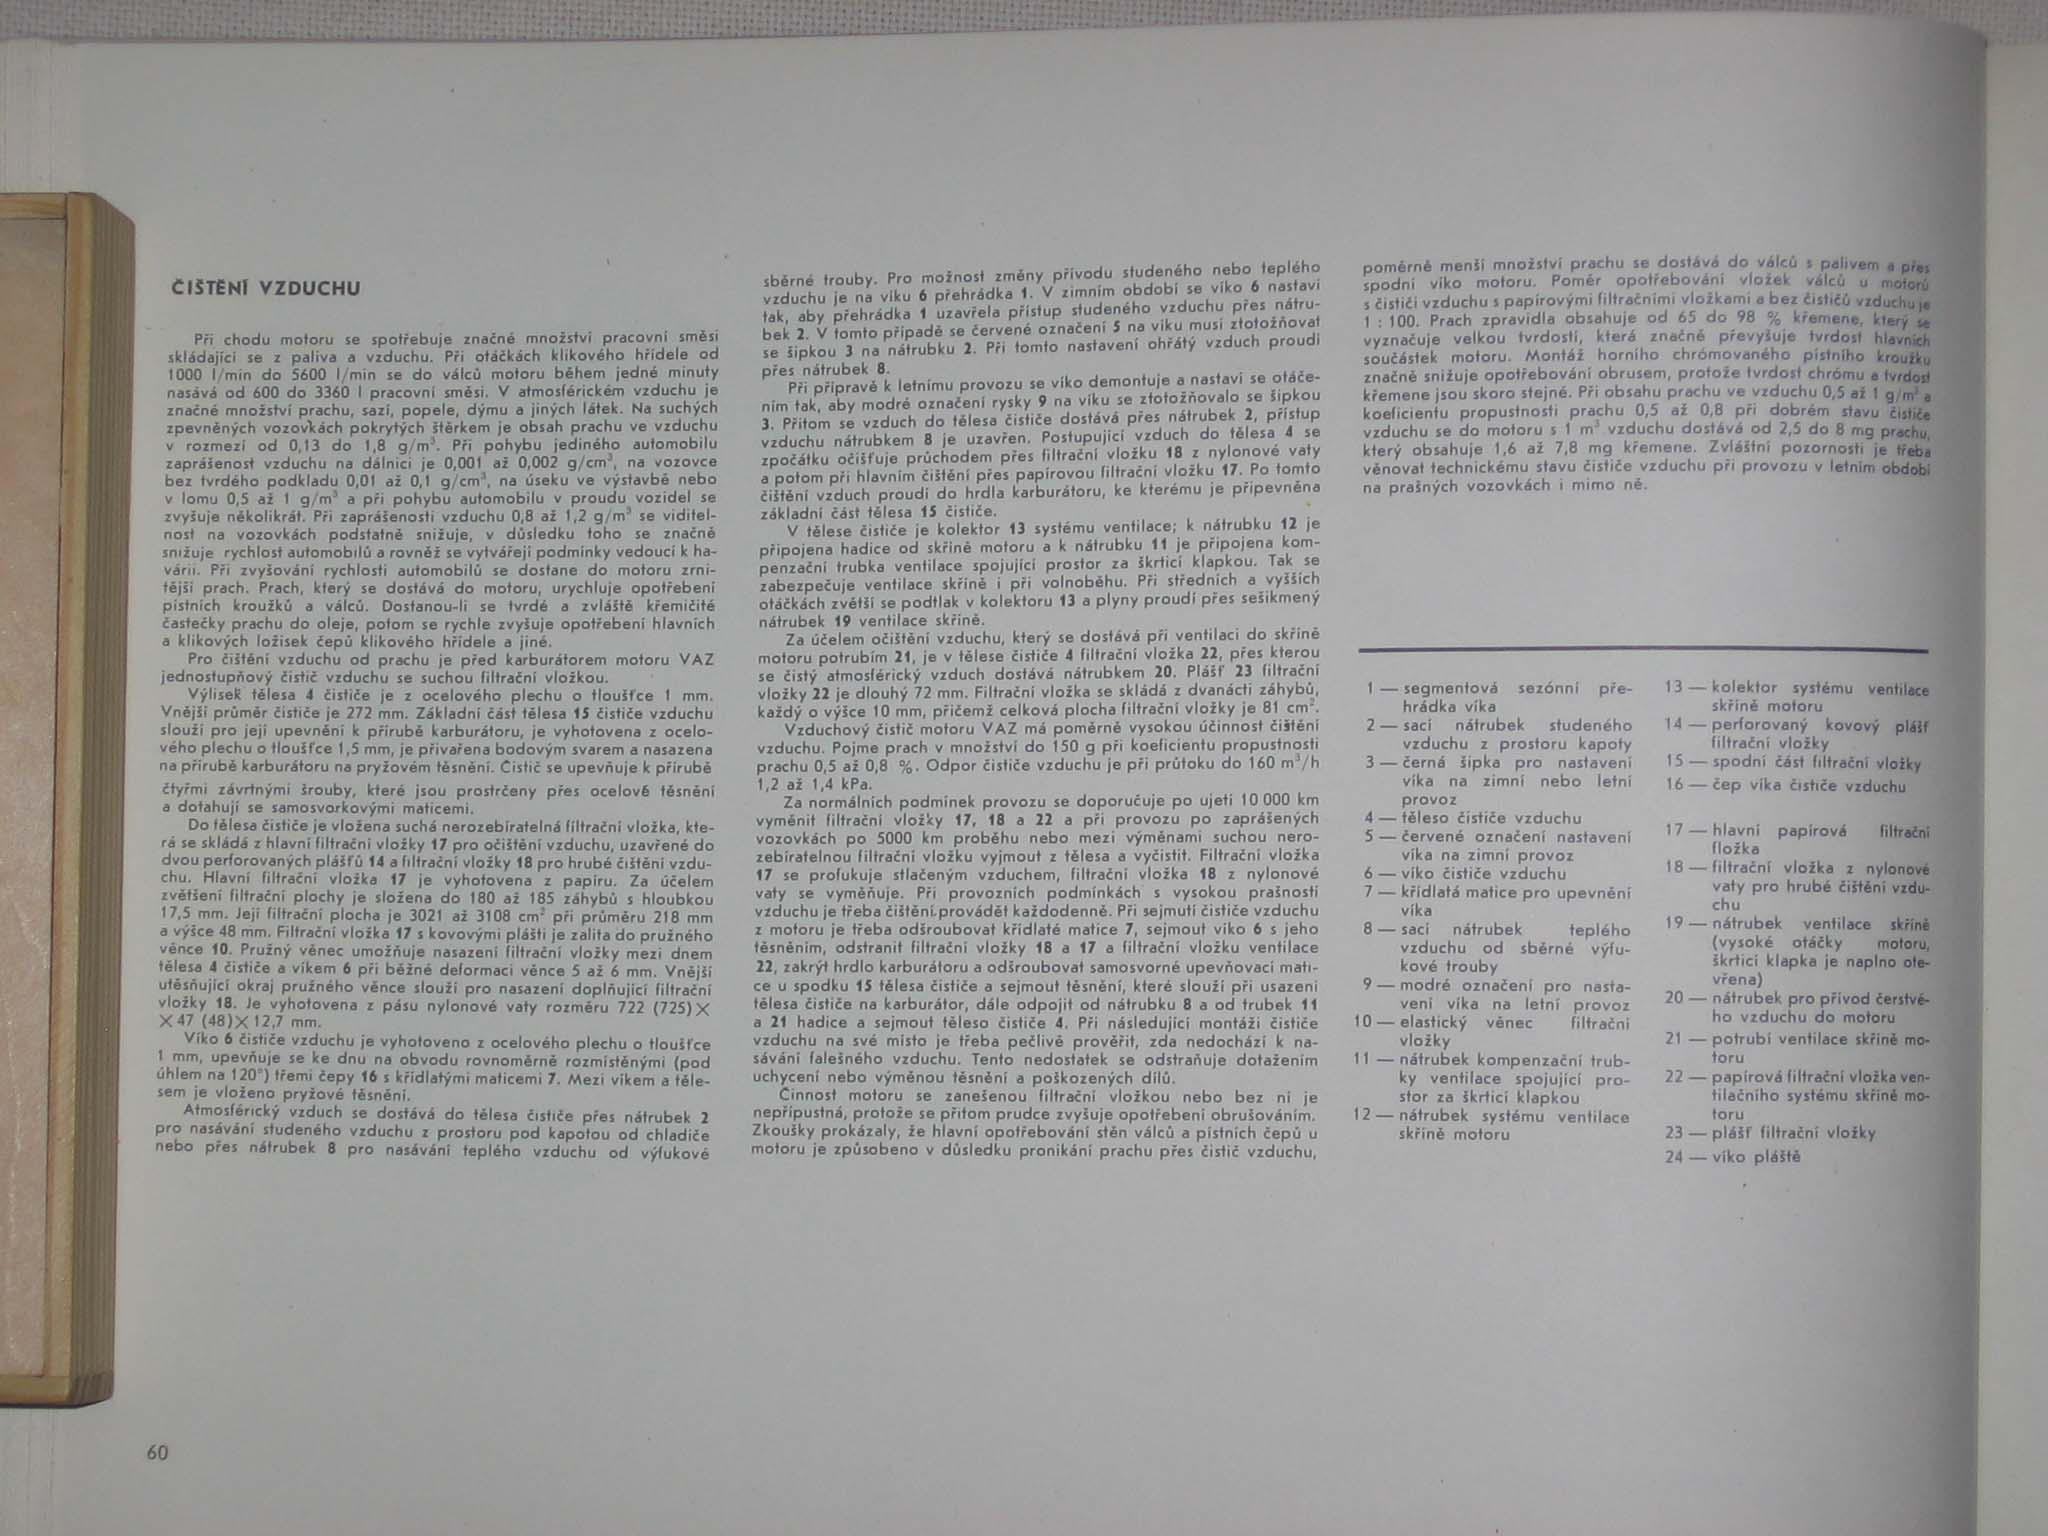 ČIŠTĚNÍ VZDUCHU
Při chodu motoru se spotřebuje značné množství pracovní směsi
skládající se z paliva a vzduchu. Při otáčkách klikového hřídele od
1000 l/min do 5600 l/min se do válců motoru během jedné minuty
nasává od 600 do 3360 l pracovní směsi. V atmosférickém vzduchu je
značné množství prachu, sazí, popele, dýmu a jiných látek. Na suchých
zpevněných vozovkách pokrytých štěrkem je obsah prachu ve vzduchu
v rozmezí od 0,13 do 1,8 g/m³. Při pohybu jediného automobilu
zaprášenost vzduchu na dálnici je 0,001 až 0,002 g/cm³, na vozovce
bez tvrdého podkladu 0,01 až 0,1 g/cm³, na úseku ve výstavbě nebo
v lomu 0,5 až 1 g/m³ a při pohybu automobilu v proudu vozidel se
zvyšuje několikrát. Při zaprášenosti vzduchu 0,8 až 1,2 g/m³ se viditel-
nost na vozovkách podstatně snižuje, v důsledku toho se značně
snižuje rychlost automobilů a rovněž se vytvářejí podmínky vedoucí k ha-
várii. Při zvyšování rychlosti automobilů se dostane do motoru zrni-
tější prach. Prach, který se dostává do motoru, urychluje opotřebení
pístních kroužků a válců. Dostanou-li se tvrdé a zvláště křemičité
častečky prachu do oleje, potom se rychle zvyšuje opotřebení hlavních
a klikových ložisek čepů klikového hřídele a jiné.
Pro čištění vzduchu od prachu je před karburátorem motoru VAZ
jednostupňový čistič vzduchu se suchou filtrační vložkou.
Výlisek tělesa 4 čističe je z ocelového plechu o tloušťce 1 mm.
Vnější průměr čističe je 272 mm. Základní část tělesa 15 čističe vzduchu
slouží pro její upevnění k přírubě karburátoru, je vyhotovena z ocelo-
vého plechu o tloušťce 1,5 mm, je přivařena bodovým svarem a nasazena
na přírubě karburátoru na pryžovém těsnění. Čistič se upevňuje k přírubě
čtyřmi závrtnými šrouby, které jsou prostrčeny přes ocelové těsnění
a dotahují se samosvorkovými maticemi.
Do tělesa čističe je vložena suchá nerozebíratelná filtrační vložka, kte-
rá se skládá z hlavní filtrační vložky 17 pro očištění vzduchu, uzavřené do
dvou perforovaných plášťů 14 a filtrační vložky 18 pro hrubé čištění vzdu-
chu. Hlavní filtrační vložka 17 je vyhotovena z papíru. Za účelem
zvětšení filtrační plochy je složena do 180 až 185 záhybů s hloubkou
17,5 mm. Její filtrační plocha je 3021 až 3108 cm² při průměru 218 mm
a výšce 48 mm. Filtrační vložka 17 s kovovými plášti je zalita do pružného
věnce 10. Pružný věnec umožňuje nasazení filtrační vložky mezi dnem
tělesa 4 čističe a víkem 6 při běžné deformaci věnce 5 až 6 mm. Vnější
utěsňující okraj pružného věnce slouží pro nasazení doplňující filtrační
vložky 18. Je vyhotovena z pásu nylonové vaty rozměru 722 (725)×
×47 (48)×12,7 mm.
Víko 6 čističe vzduchu je vyhotoveno z ocelového plechu o tloušťce
1 mm, upevňuje se ke dnu na obvodu rovnoměrně rozmístěnými (pod
úhlem na 120°) třemi čepy 16 s křídlatými maticemi 7. Mezi víkem a těle-
sem je vloženo pryžové těsnění.
Atmosférický vzduch se dostává do tělesa čističe přes nátrubek 2
pro nasávání studeného vzduchu z prostoru pod kapotou od chladiče
nebo přes nátrubek 8 pro nasávání teplého vzduchu od výfukové
sběrné trouby. Pro možnost změny přívodu studeného nebo teplého
vzduchu je na víku 6 přehrádka 1. V zimním období se víko 6 nastaví
tak, aby přehrádka 1 uzavřela přístup studeného vzduchu přes nátru-
bek 2. V tomto případě se červené označení 5 na víku musí ztotožňovat
se šipkou 3 na nátrubku 2. Při tomto nastavení ohřátý vzduch proudí
přes nátrubek 8.
Při přípravě k letnímu provozu se víko demontuje a nastaví se otáče-
ním tak, aby modré označení rysky 9 na víku se ztotožňovalo se šipkou
3. Přitom se vzduch do tělesa čističe dostává přes nátrubek 2, přístup
vzduchu nátrubkem 8 je uzavřen. Postupující vzduch do tělesa 4 se
zpočátku očišťuje průchodem přes filtrační vložku 18 z nylonové vaty
a potom při hlavním čištění přes papírovou filtrační vložku 17. Po tomto
čištění vzduch proudí do hrdla karburátoru, ke kterému je připevněna
základní část tělesa 15 čističe.
V tělese čističe je kolektor 13 systému ventilace; k nátrubku 12 je
připojena hadice od skříně motoru a k nátrubku 11 je připojena kom-
penzační trubka ventilace spojující prostor za škrticí klapkou. Tak se
zabezpečuje ventilace skříně i při volnoběhu. Při středních a vyšších
otáčkách zvětší se podtlak v kolektoru 13 a plyny proudí přes sešikmený
nátrubek 19 ventilace skříně.
Za účelem očištění vzduchu, který se dostává při ventilaci do skříně
motoru potrubím 21, je v tělese čističe 4 filtrační vložka 22, přes kterou
se čistý atmosférický vzduch dostává nátrubkem 20. Plášť 23 filtrační
vložky 22 je dlouhý 72 mm. Filtrační vložka se skládá z dvanácti záhybů,
každý o výšce 10 mm, přičemž celková plocha filtrační vložky je 81 cm².
Vzduchový čistič motoru VAZ má poměrně vysokou účinnost čištění
vzduchu. Pojme prach v množství do 150 g při koeficientu propustnosti
prachu 0,5 až 0,8 %. Odpor čističe vzduchu je při průtoku do 160 m³/h
1,2 až 1,4 kPa.
Za normálních podmínek provozu se doporučuje po ujetí 10 000 km
vyměnit filtrační vložky 17, 18 a 22 a při provozu po zaprášených
vozovkách po 5000 km proběhu nebo mezi výměnami suchou nero-
zebíratelnou filtrační vložku vyjmout z tělesa a vyčistit. Filtrační vložka
17 se profukuje stlačeným vzduchem, filtrační vložka 18 z nylonové
vaty se vyměňuje. Při provozních podmínkách s vysokou prašností
vzduchu je třeba čištění provádět každodenně. Při sejmutí čističe vzduchu
z motoru je třeba odšroubovat křídlaté matice 7, sejmout víko 6 s jeho
těsněním, odstranit filtrační vložky 18 a 17 a filtrační vložku ventilace
22, zakrýt hrdlo karburátoru a odšroubovat samosvorné upevňovací mati-
ce u spodku 15 tělesa čističe a sejmout těsnění, které slouží při usazení
tělesa čističe na karburátor, dále odpojit od nátrubku 8 a od trubek 11
a 21 hadice a sejmout těleso čističe 4. Při následující montáži čističe
vzduchu na své místo je třeba pečlivě prověřit, zda nedochází k na-
sávání falešného vzduchu. Tento nedostatek se odstraňuje dotažením
uchycení nebo výměnou těsnění a poškozených dílů.
Činnost motoru se zanešenou filtrační vložkou nebo bez ní je
nepřípustná, protože se přitom prudce zvyšuje opotřebení obrušováním.
Zkoušky prokázaly, že hlavní opotřebování stěn válců a pístních čepů u
motoru je způsobeno v důsledku pronikání prachu přes čistič vzduchu,
poměrně menší množství prachu se dostává do válců s palivem a přes
spodní víko motoru. Poměr opotřebování vložek válců u motorů
s čističi vzduchu s papírovými filtračními vložkami a bez čističů vzduchu je
1 : 100. Prach zpravidla obsahuje od 65 do 98 % křemene, který se
vyznačuje velkou tvrdostí, která značně převyšuje tvrdost hlavních
součástek motoru. Montáž horního chrómovaného pístního kroužku
značně snižuje opotřebování obrusem, protože tvrdost chrómu a tvrdost
křemene jsou skoro stejné. Při obsahu prachu ve vzduchu 0,5 až 1 g/m³ a
koeficientu propustnosti prachu 0,5 až 0,8 při dobrém stavu čističe
vzduchu se do motoru s 1 m³ vzduchu dostává od 2,5 do 8 mg prachu,
který obsahuje 1,6 až 7,8 mg křemene. Zvláštní pozornosti je třeba
věnovat technickému stavu čističe vzduchu při provozu v letním období
na prašných vozovkách i mimo ně.
1 — segmentová sezónní pře-
hrádka víka
2 — sací nátrubek studeného
vzduchu z prostoru kapoty
3 — černá šipka pro nastavení
víka na zimní nebo letní
provoz
4 — těleso čističe vzduchu
5 — červené označení nastavení
víka na zimní provoz
6 — víko čističe vzduchu
7 — křídlatá matice pro upevnění
víka
8 — sací nátrubek teplého
vzduchu od sběrné výfu-
kové trouby
9 — modré označení pro nasta-
vení víka na letní provoz
10 — elastický věnec filtrační
vložky
11 — nátrubek kompenzační trub-
ky ventilace spojující pro-
stor za škrticí klapkou
12 — nátrubek systému ventilace
skříně motoru
13 — kolektor systému ventilace
skříně motoru
14 — perforovaný kovový plášť
filtrační vložky
15 — spodní část filtrační vložky
16 — čep víka čističe vzduchu
17 — hlavní papírová filtrační
fložka
18 — filtrační vložka z nylonové
vaty pro hrubé čištění vzdu-
chu
19 — nátrubek ventilace skříně
(vysoké otáčky motoru,
škrticí klapka je naplno ote-
vřena)
20 — nátrubek pro přívod čerstvé-
ho vzduchu do motoru
21 — potrubí ventilace skříně mo-
toru
22 — papírová filtrační vložka ven-
tilačního systému skříně mo-
toru
23 — plášť filtrační vložky
24 — víko pláště
60